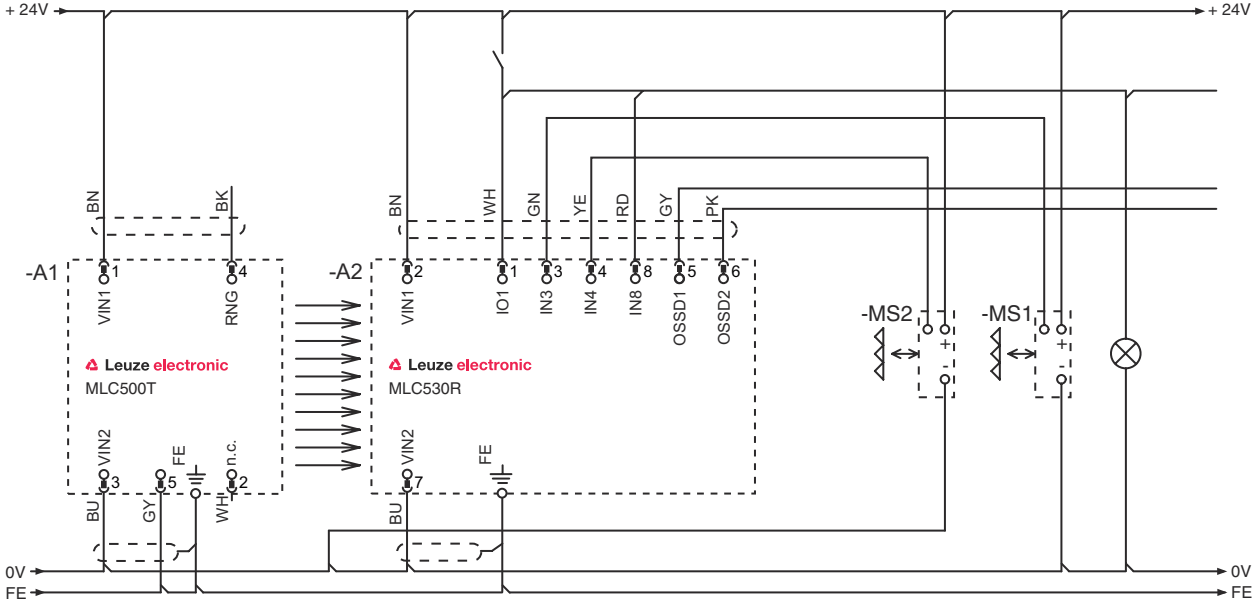 + 24V
+ 24V
BN
BK
BN
WH
GN
YE
RD
GY
PK
-A1
1
4
-A2
2
1
3
4
8
5
6
VIN1
RNG
VIN1
IO1
IN3
IN4
IN8
OSSD1
OSSD2
-MS2
-MS1
+
+
-
-
Leuze electronic
MLC500T
Leuze electronic
MLC530R
VIN2
FE
n.c.
VIN2
FE
3
5
2
7
BU
GY
WH
BU
0V
0V
FE
FE